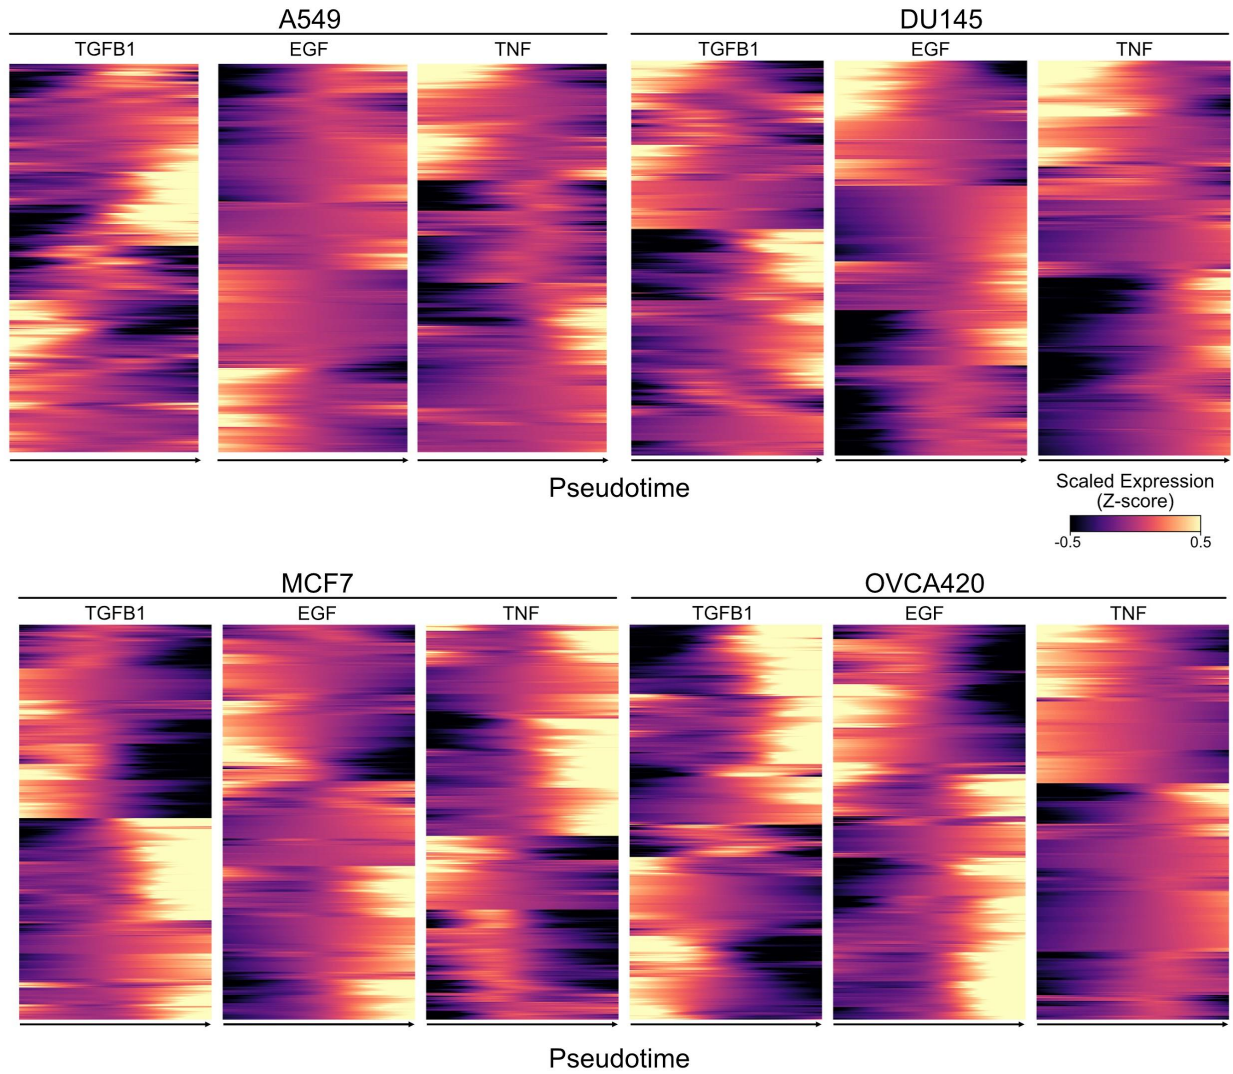 A549 DU145
TGFB1 EGF TNF TGFB1 EGF TNF
Pseudotime
Scaled Expression
(Z-score)
-0.5 0.5
MCF7 OVCA420
TGFB1 EGF TNF TGFB1 EGF TNF
Pseudotime